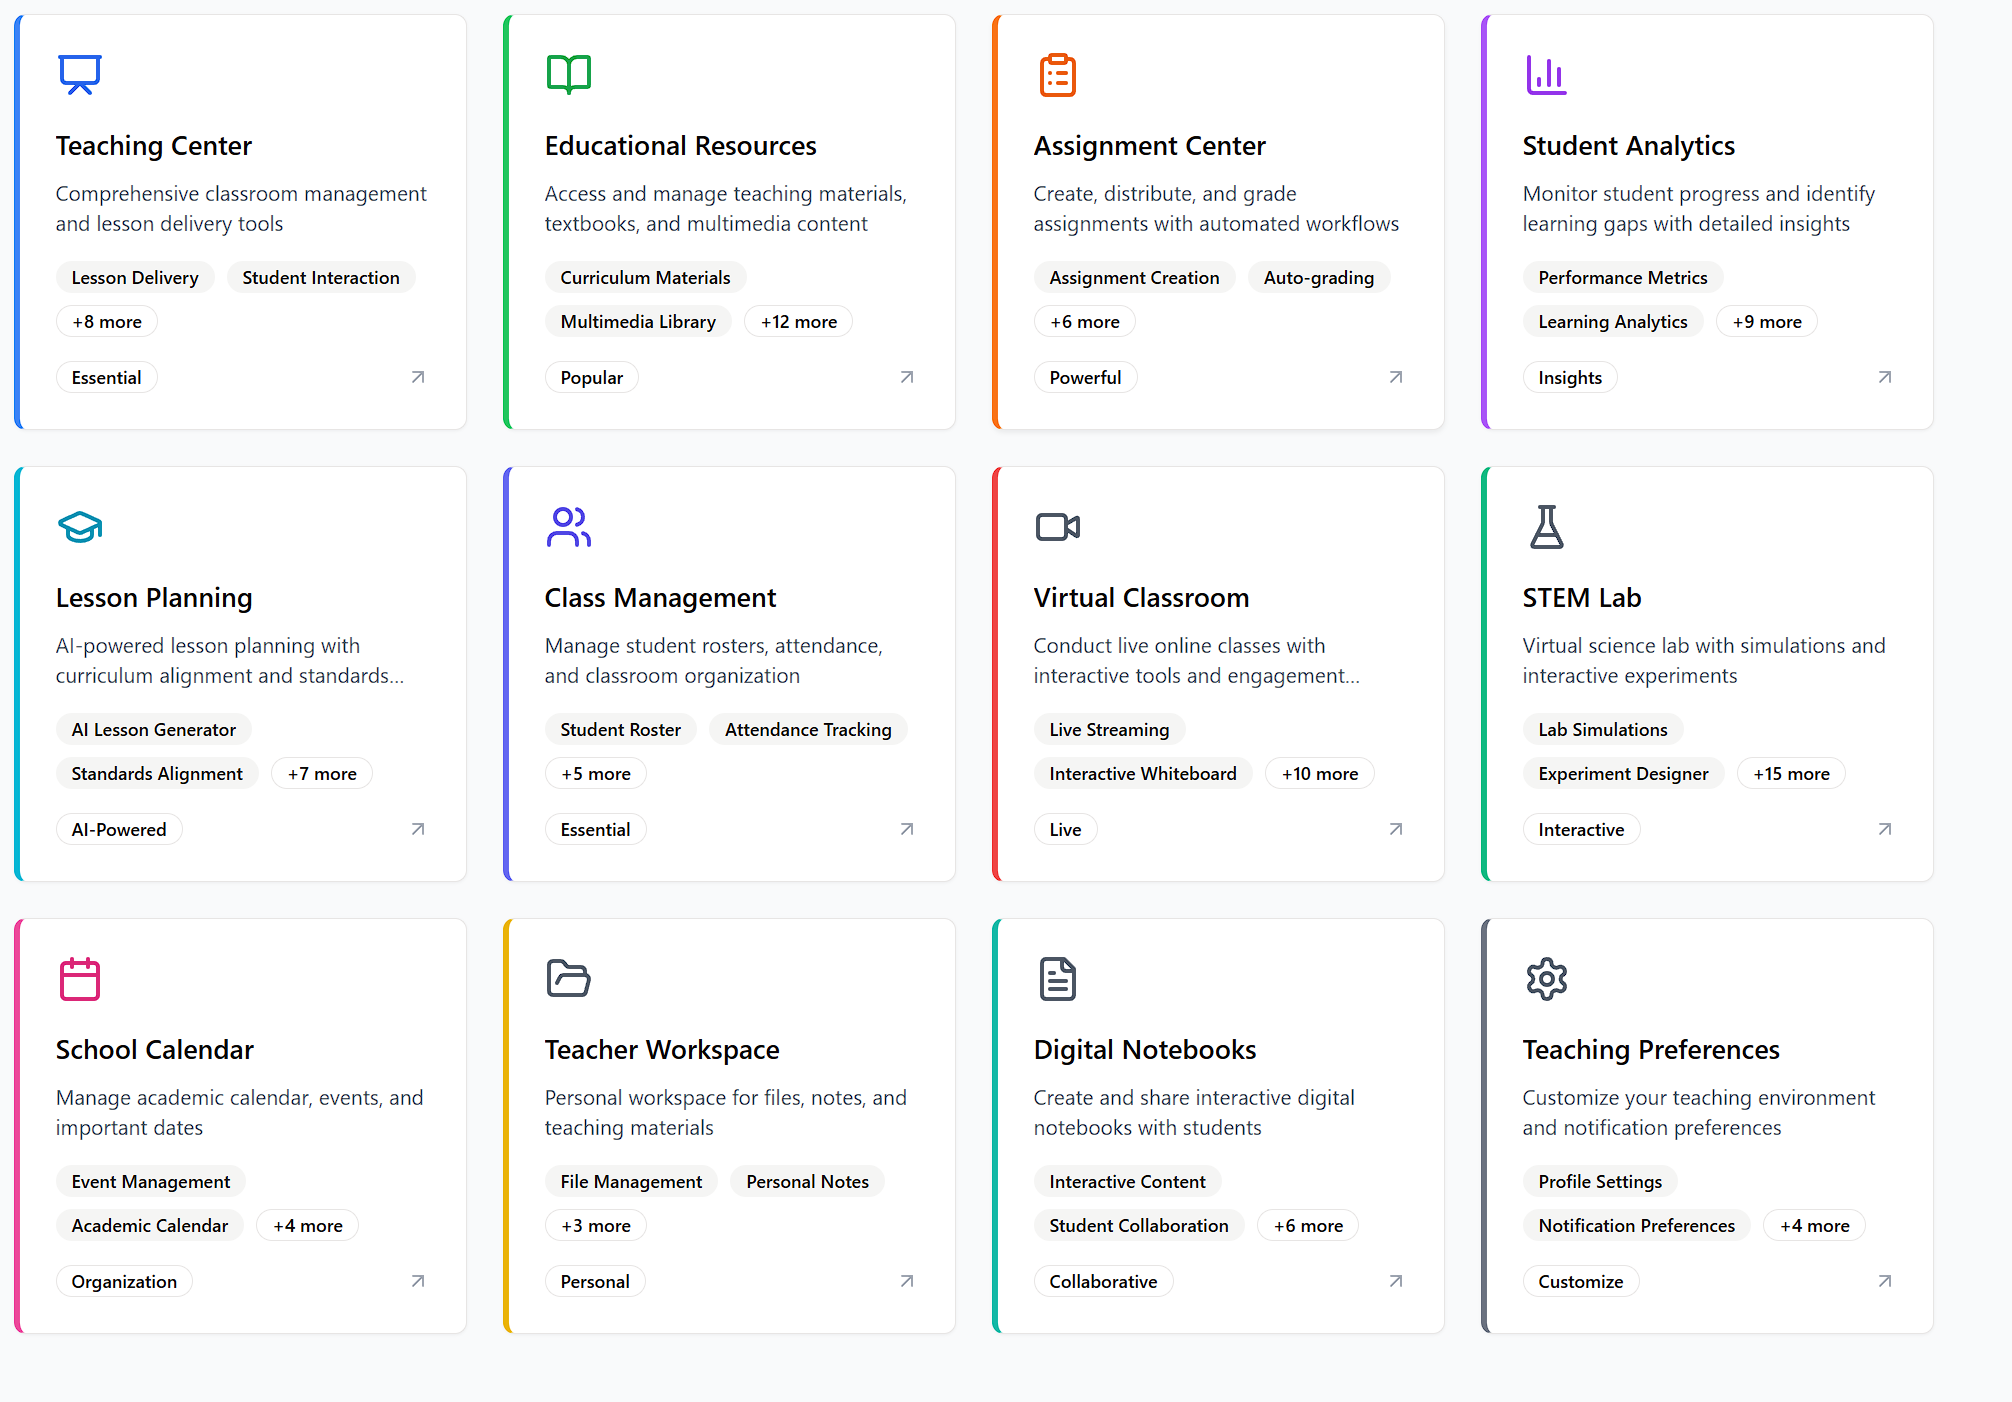 Teaching Center
Comprehensive classroom management
and lesson delivery tools
Lesson Delivery
Student Interaction
+8 more
Essential
Educational Resources
Access and manage teaching materials,
textbooks, and multimedia content
Curriculum Materials
Multimedia Library
+12 more
Popular
Assignment Center
Create, distribute, and grade
assignments with automated workflows
Assignment Creation
Auto-grading
+6 more
Powerful
Student Analytics
Monitor student progress and identify
learning gaps with detailed insights
Performance Metrics
Learning Analytics
+9 more
Insights
Lesson Planning
AI-powered lesson planning with
curriculum alignment and standards...
AI Lesson Generator
Standards Alignment
+7 more
AI-Powered
Class Management
Manage student rosters, attendance,
and classroom organization
Student Roster
Attendance Tracking
+5 more
Essential
Virtual Classroom
Conduct live online classes with
interactive tools and engagement...
Live Streaming
Interactive Whiteboard
+10 more
Live
STEM Lab
Virtual science lab with simulations and
interactive experiments
Lab Simulations
Experiment Designer
+15 more
Interactive
School Calendar
Manage academic calendar, events, and
important dates
Event Management
Academic Calendar
+4 more
Organization
Teacher Workspace
Personal workspace for files, notes, and
teaching materials
File Management
Personal Notes
+3 more
Personal
Digital Notebooks
Create and share interactive digital
notebooks with students
Interactive Content
Student Collaboration
+6 more
Collaborative
Teaching Preferences
Customize your teaching environment
and notification preferences
Profile Settings
Notification Preferences
+4 more
Customize